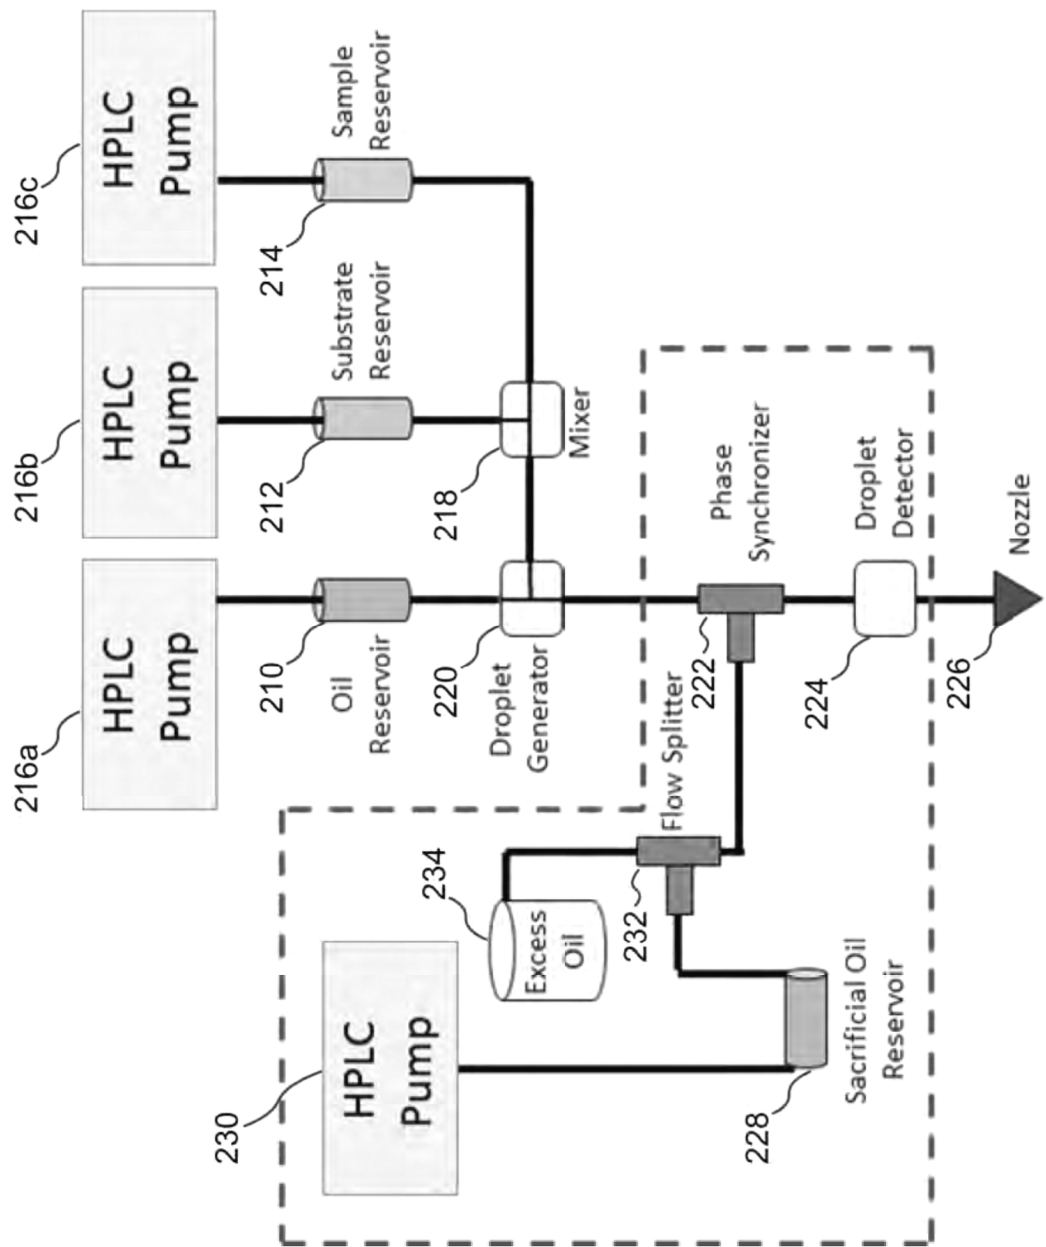 216a
216b
216c
HPLC
Pump
HPLC
Pump
HPLC
Pump
210
Oil
Reservoir
212
Substrate
Reservoir
214
Sample
Reservoir
220
Droplet
Generator
218
Mixer
230
HPLC
Pump
234
Excess
Oil
232
Flow Splitter
222
Phase
Synchronizer
228
Sacrificial Oil
Reservoir
224
Droplet
Detector
226
Nozzle